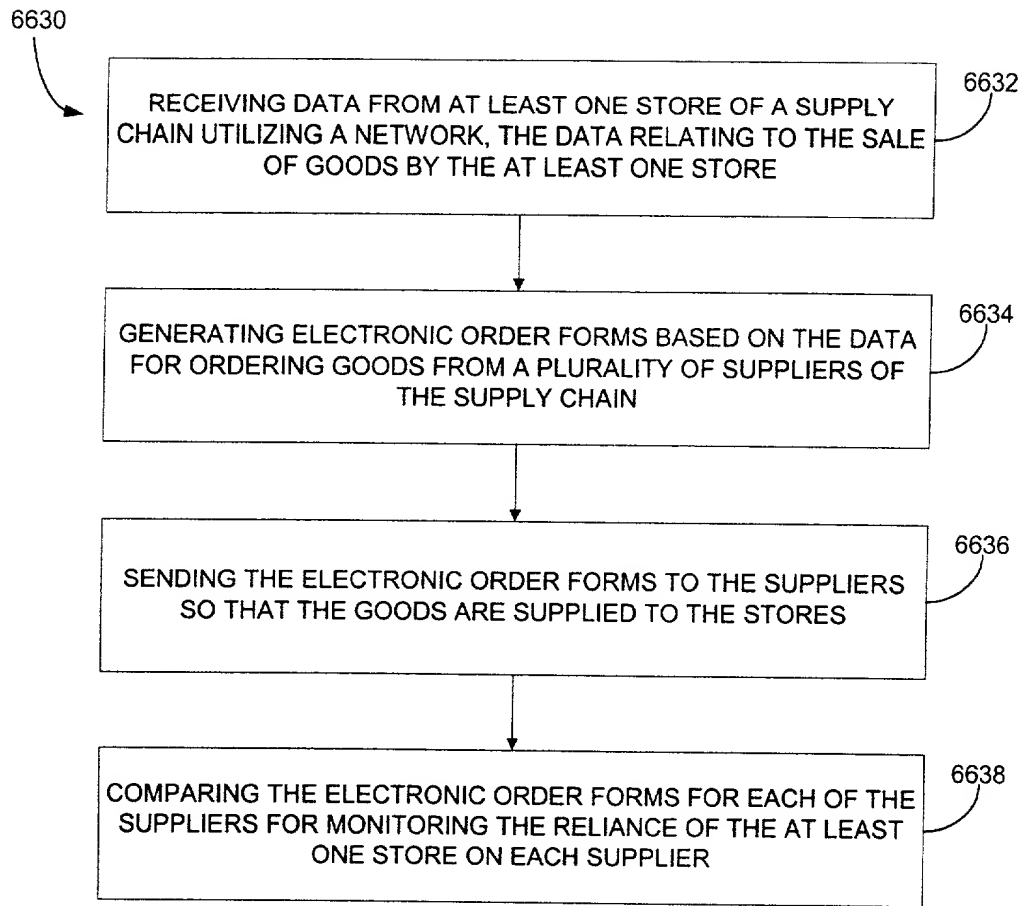 6630
6632
RECEIVING DATA FROM AT LEAST ONE STORE OF A SUPPLY
CHAIN UTILIZING A NETWORK, THE DATA RELATING TO THE SALE
OF GOODS BY THE AT LEAST ONE STORE
6634
GENERATING ELECTRONIC ORDER FORMS BASED ON THE DATA
FOR ORDERING GOODS FROM A PLURALITY OF SUPPLIERS OF
THE SUPPLY CHAIN
6636
SENDING THE ELECTRONIC ORDER FORMS TO THE SUPPLIERS
SO THAT THE GOODS ARE SUPPLIED TO THE STORES
6638
COMPARING THE ELECTRONIC ORDER FORMS FOR EACH OF THE
SUPPLIERS FOR MONITORING THE RELIANCE OF THE AT LEAST
ONE STORE ON EACH SUPPLIER